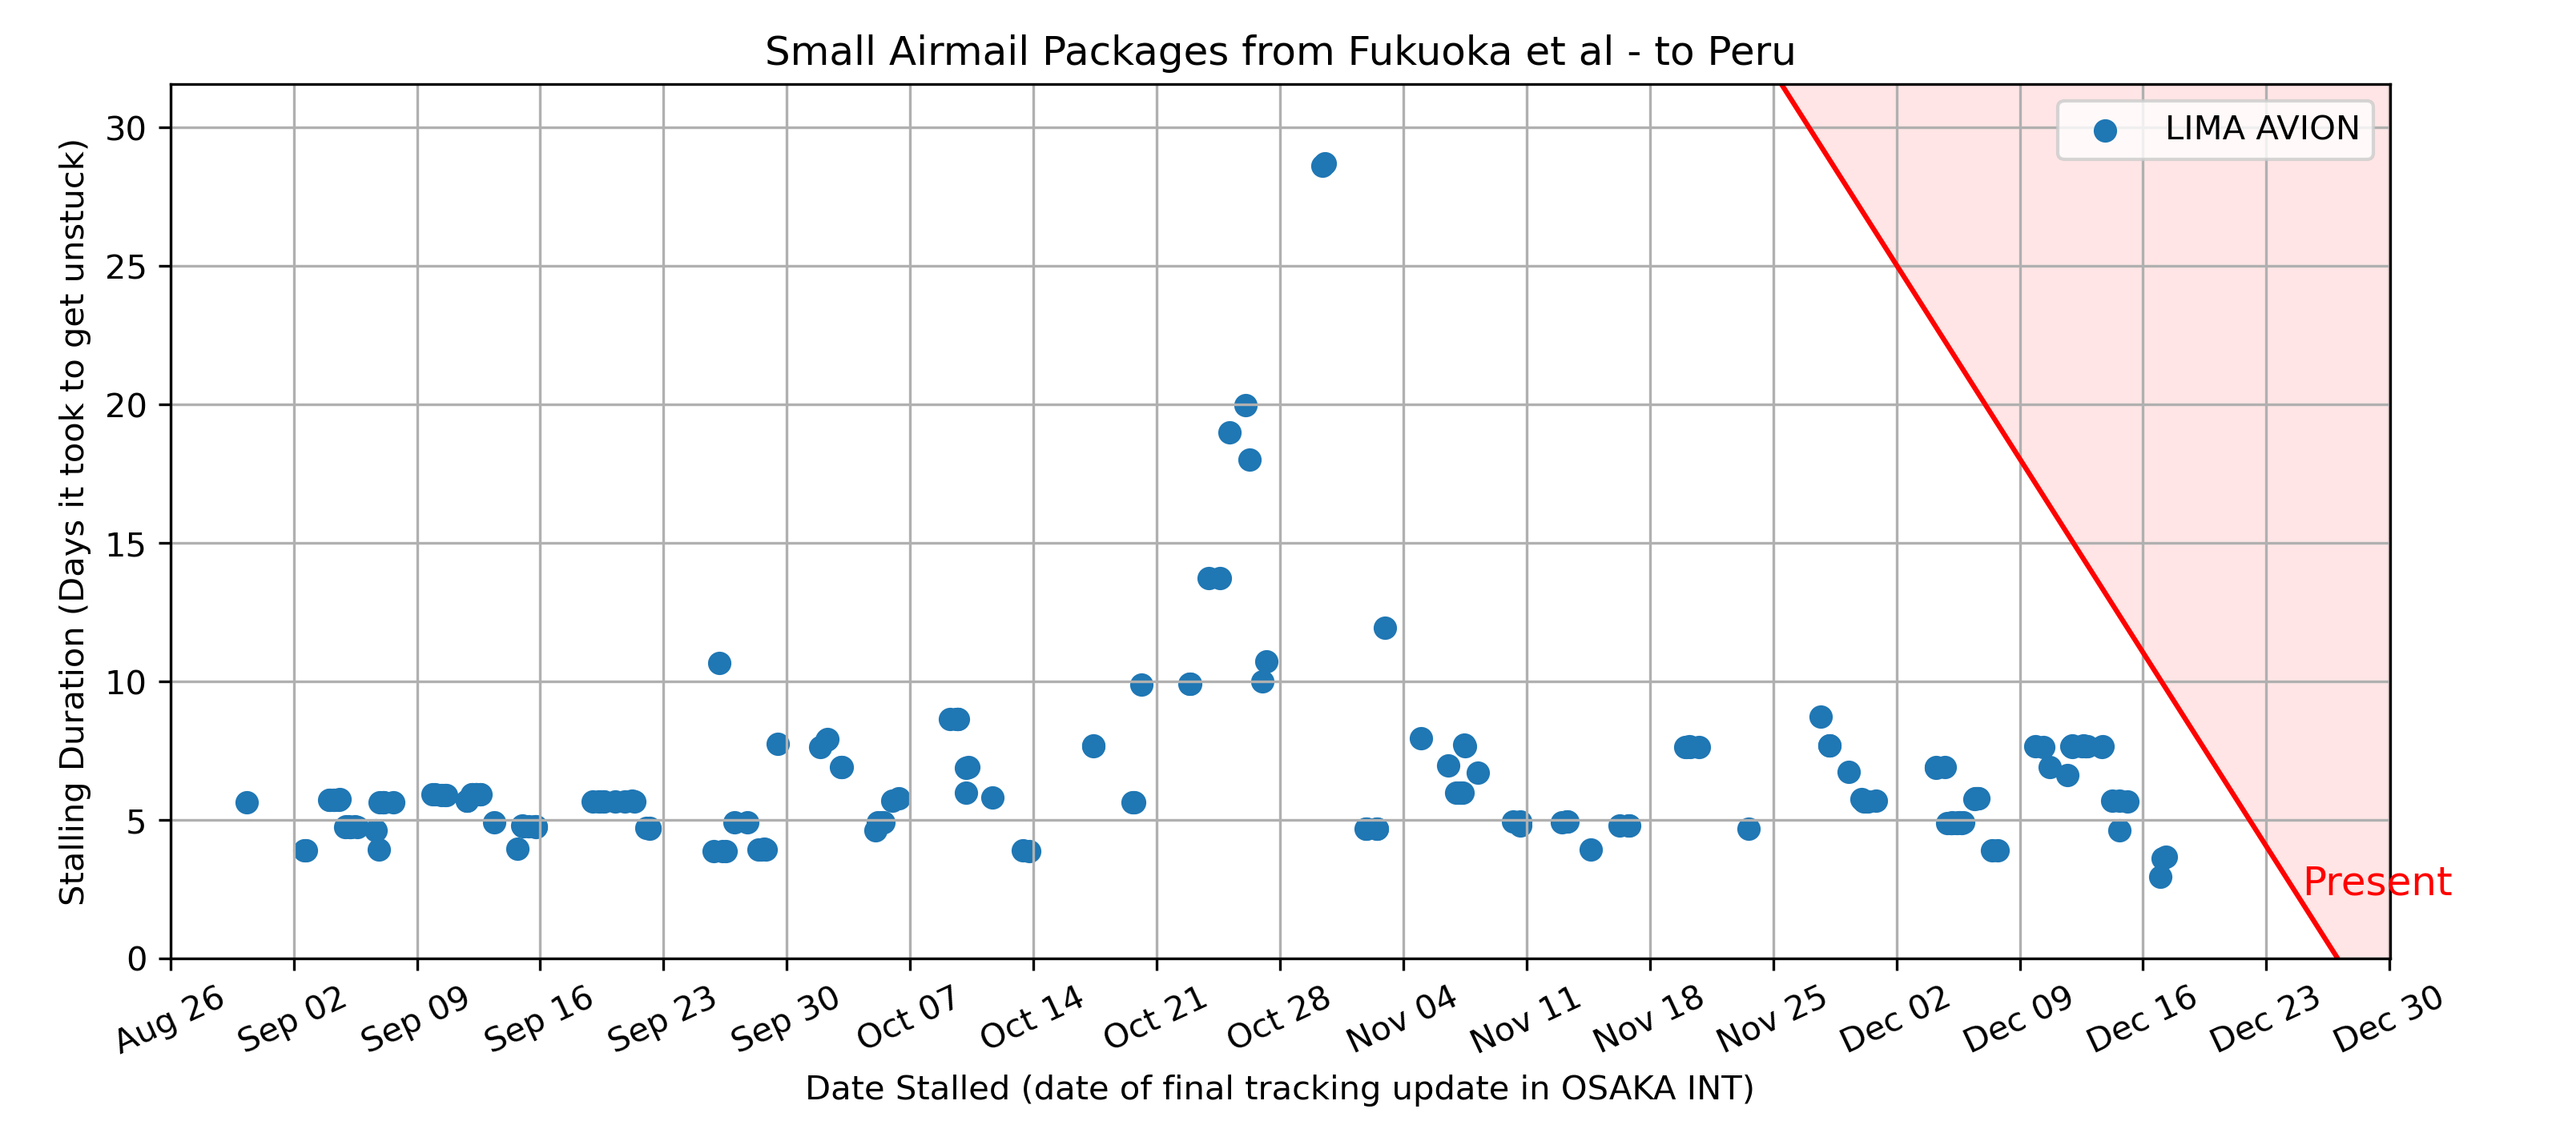 Small Airmail Packages from Fukuoka et al - to Peru
LIMA AVION
Stalling Duration (Days it took to get unstuck)
30
25
20
15
10
5
0
Present
Aug 26
Sep 02
Sep 09
Sep 16
Sep 23
Sep 30
Oct 07
Oct 14
Oct 21
Oct 28
Nov 04
Nov 11
Nov 18
Nov 25
Dec 02
Dec 09
Dec 16
Dec 23
Dec 30
Date Stalled (date of final tracking update in OSAKA INT)